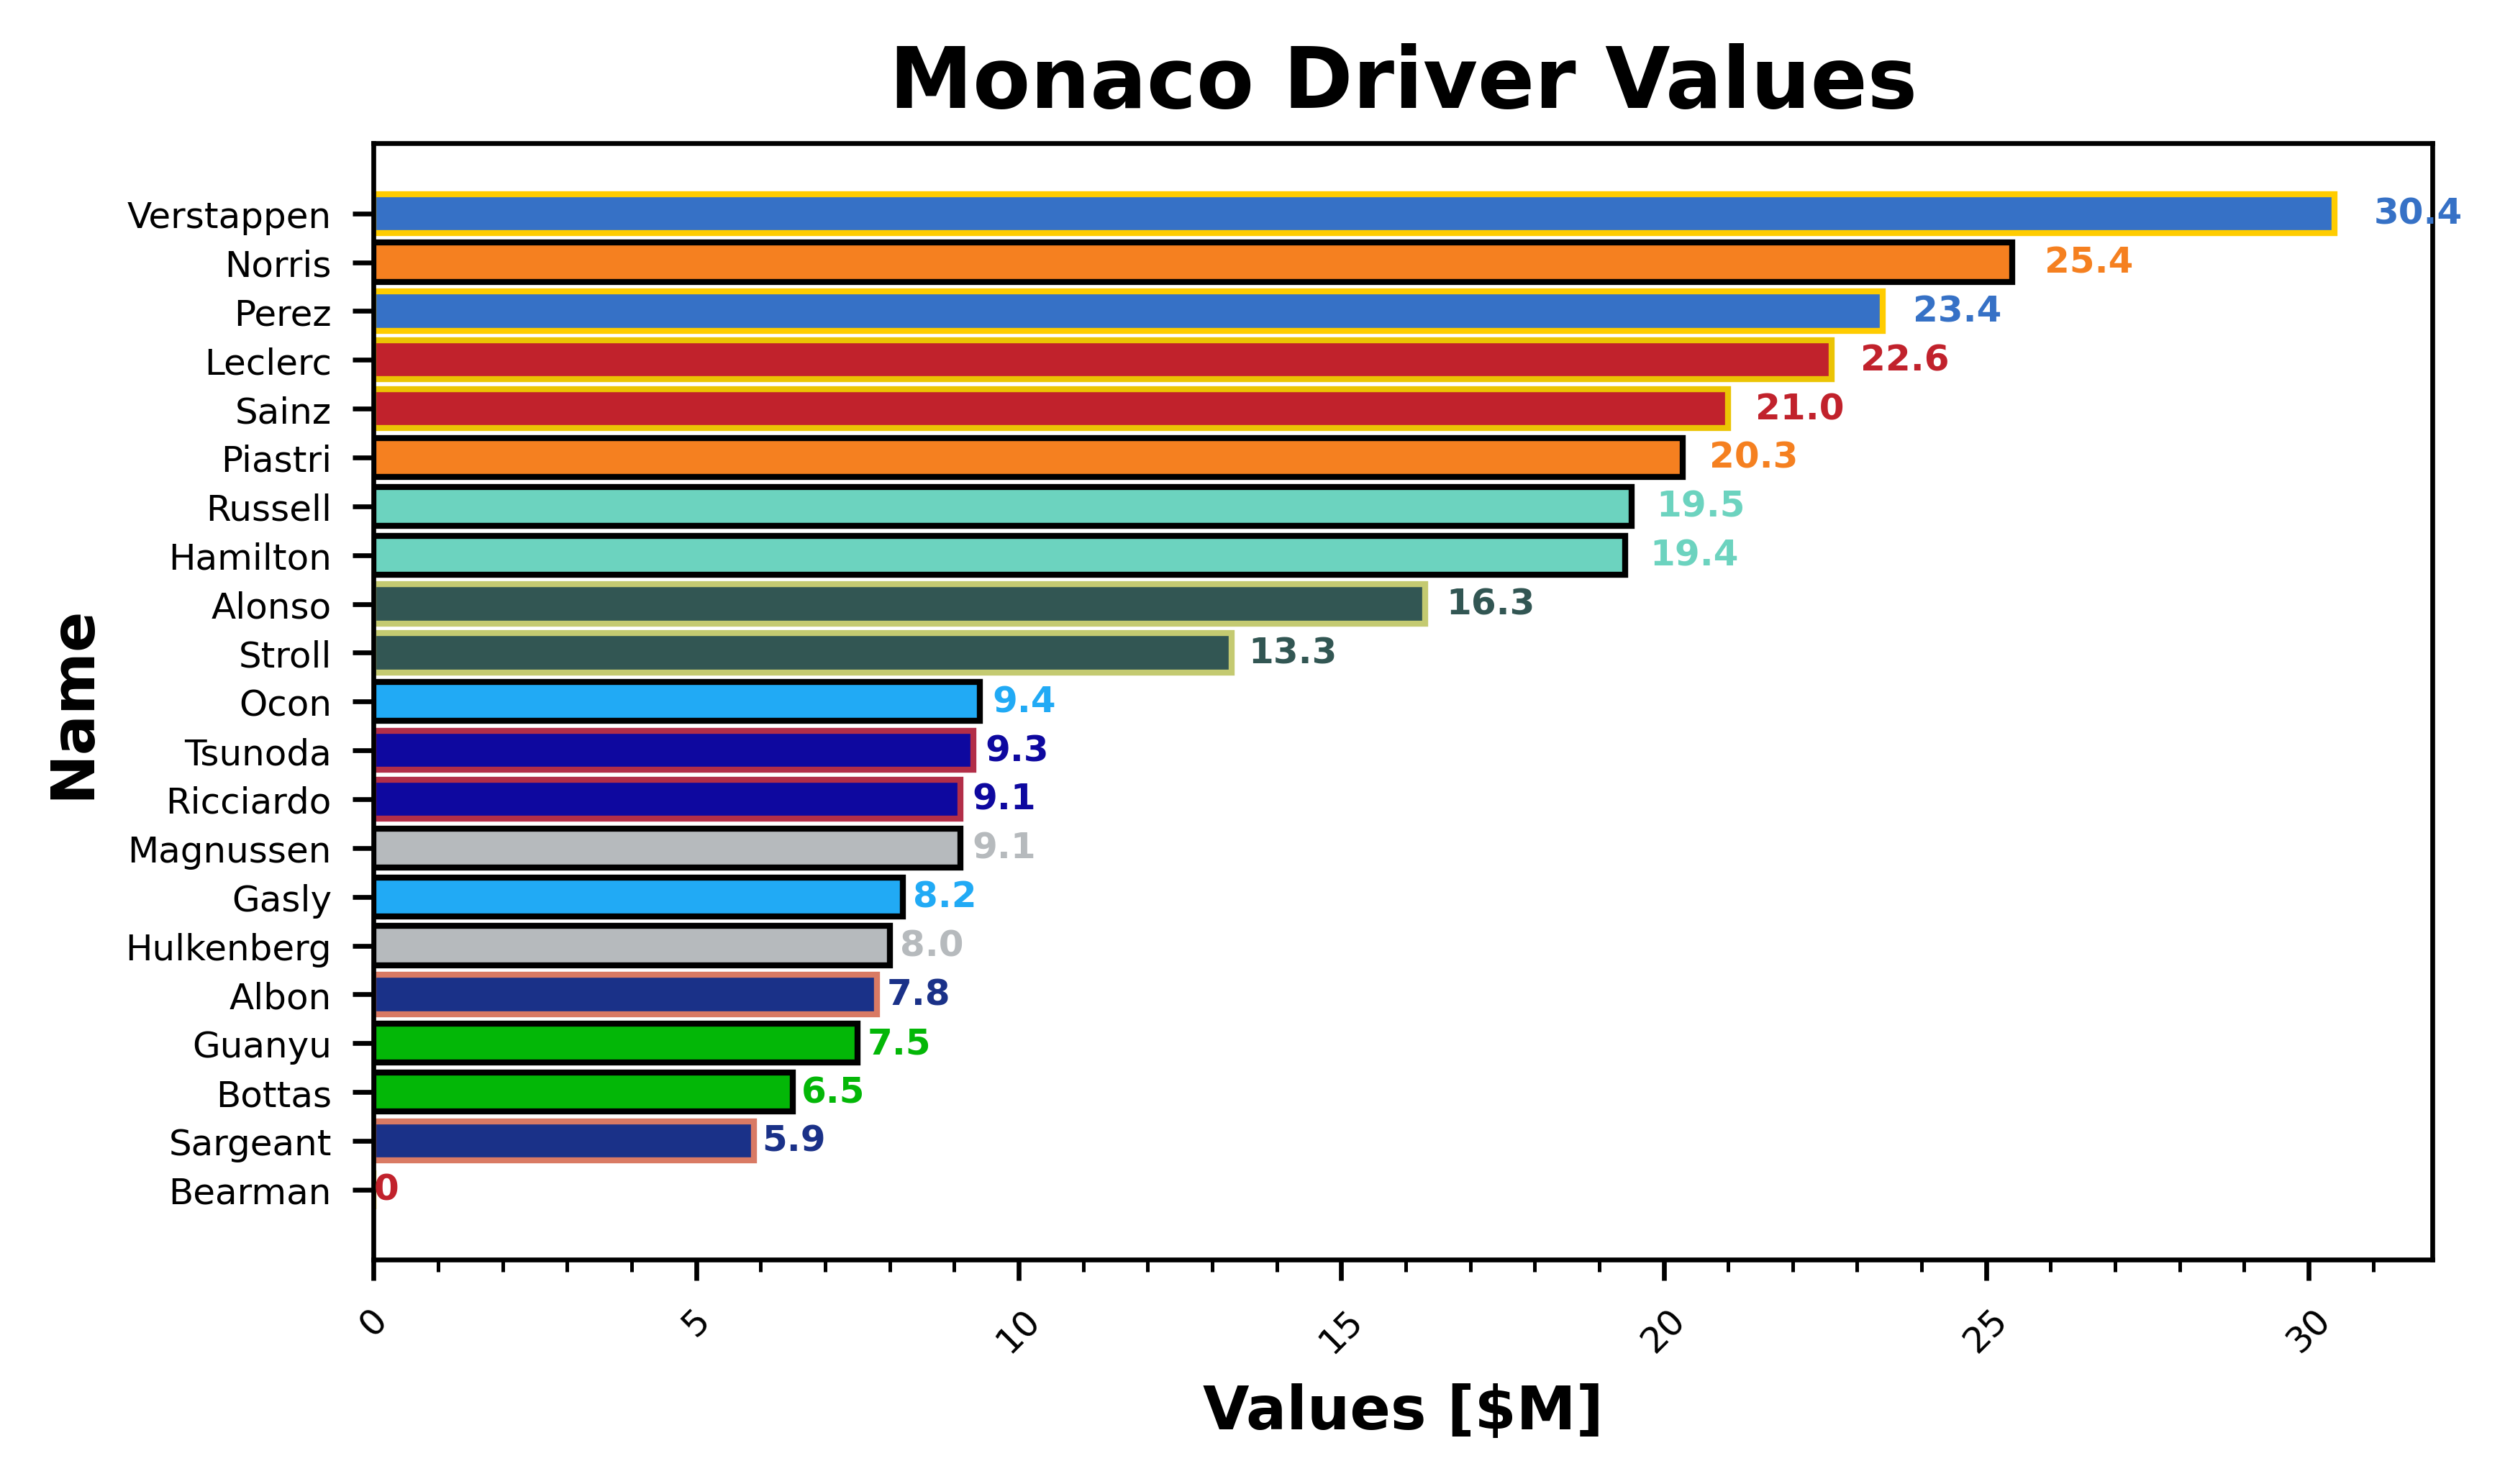 Monaco Driver Values
Name
Verstappen 30.4
Norris 25.4
Perez 23.4
Leclerc 22.6
Sainz 21.0
Piastri 20.3
Russell 19.5
Hamilton 19.4
Alonso 16.3
Stroll 13.3
Ocon 9.4
Tsunoda 9.3
Ricciardo 9.1
Magnussen 9.1
Gasly 8.2
Hulkenberg 8.0
Albon 7.8
Guanyu 7.5
Bottas 6.5
Sargeant 5.9
Bearman 0
0 5 10 15 20 25 30
Values [$M]